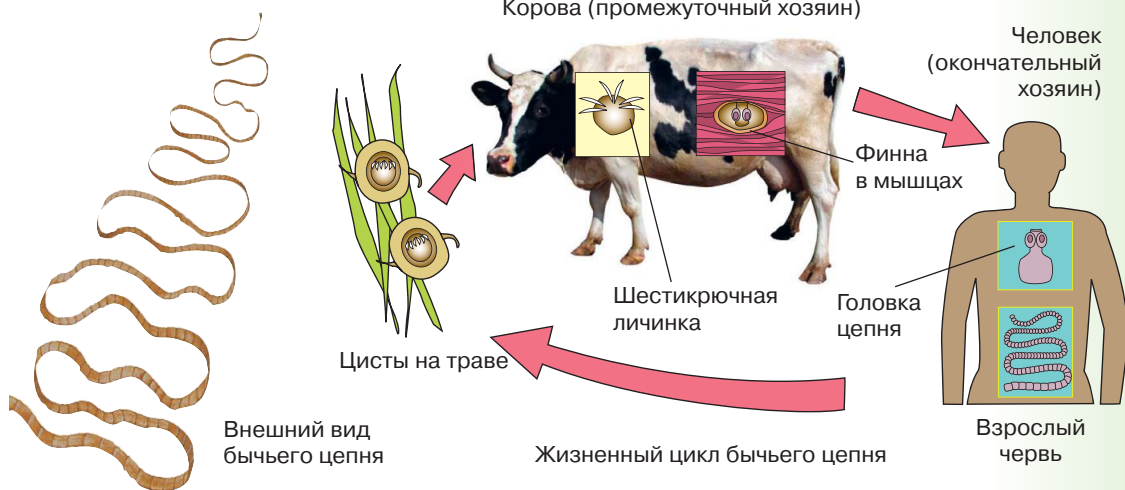 Корова (промежуточный хозяин)
Человек
(окончательный
хозяин)
Финна
в мышцах
Шестикрючная
личинка
Головка
цепня
Цисты на траве
Внешний вид
бычьего цепня
Жизненный цикл бычьего цепня
Взрослый
червь